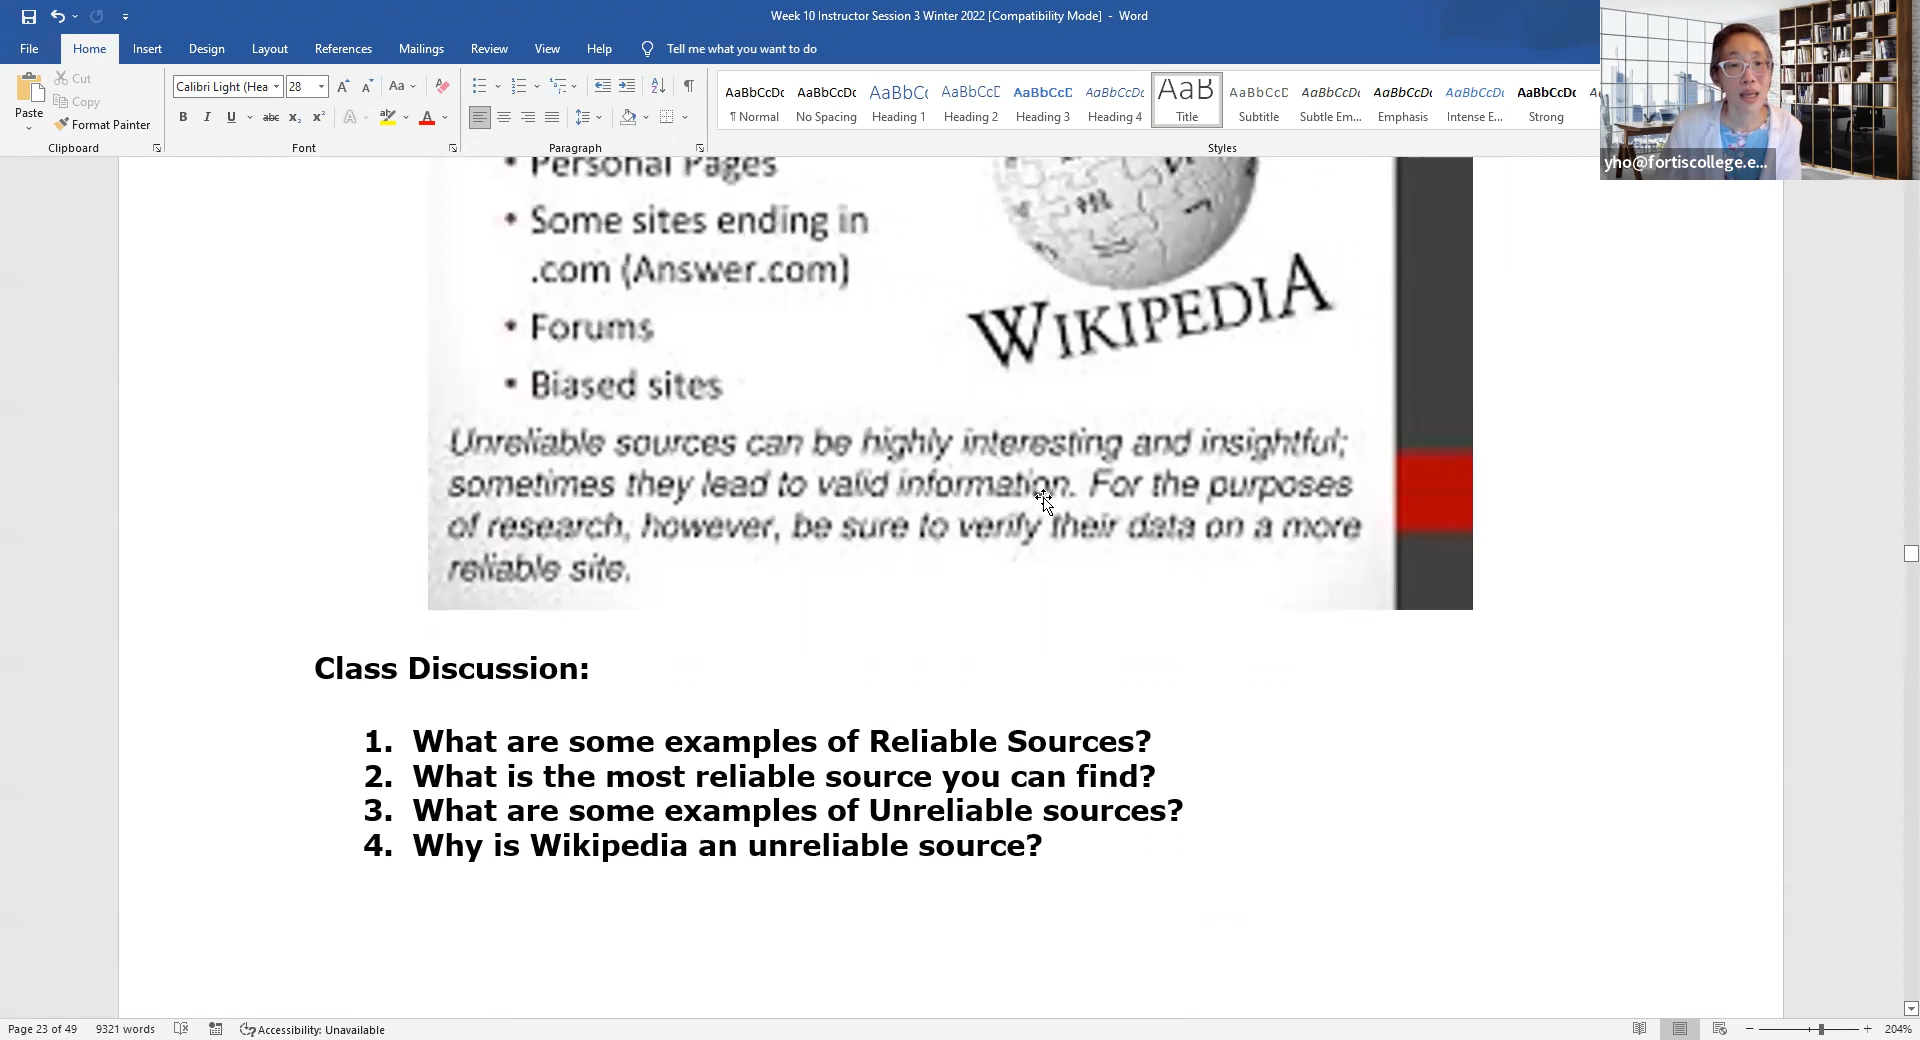 Week 10 Instructor Session 3 Winter 2022 [Compatibility Mode] - Word
File Home Insert Design Layout References Mailings Review View Help Tell me what you want to do
Cut
Copy
Paste
Format Painter
Clipboard
Calibri Light (Hea 28
Font
Paragraph
AaBbCcDc AaBbCcDc AaBbC( AaBbCcD AaBbCcD AaBbCcDc AaB AaBbCcD AaBbCcDc AaBbCcDc AaBbCcDc AaBbCcDc
¶ Normal No Spacing Heading 1 Heading 2 Heading 3 Heading 4 Title Subtitle Subtle Em... Emphasis Intense E... Strong
Styles
yho@fortiscollege.e...
• Personal Pages
• Some sites ending in
.com (Answer.com)
• Forums
• Biased sites
WIKIPEDIA
Unreliable sources can be highly interesting and insightful;
sometimes they lead to valid information. For the purposes
of research, however, be sure to verify their data on a more
reliable site.
Class Discussion:
1. What are some examples of Reliable Sources?
2. What is the most reliable source you can find?
3. What are some examples of Unreliable sources?
4. Why is Wikipedia an unreliable source?
Page 23 of 49 9321 words Accessibility: Unavailable 204%